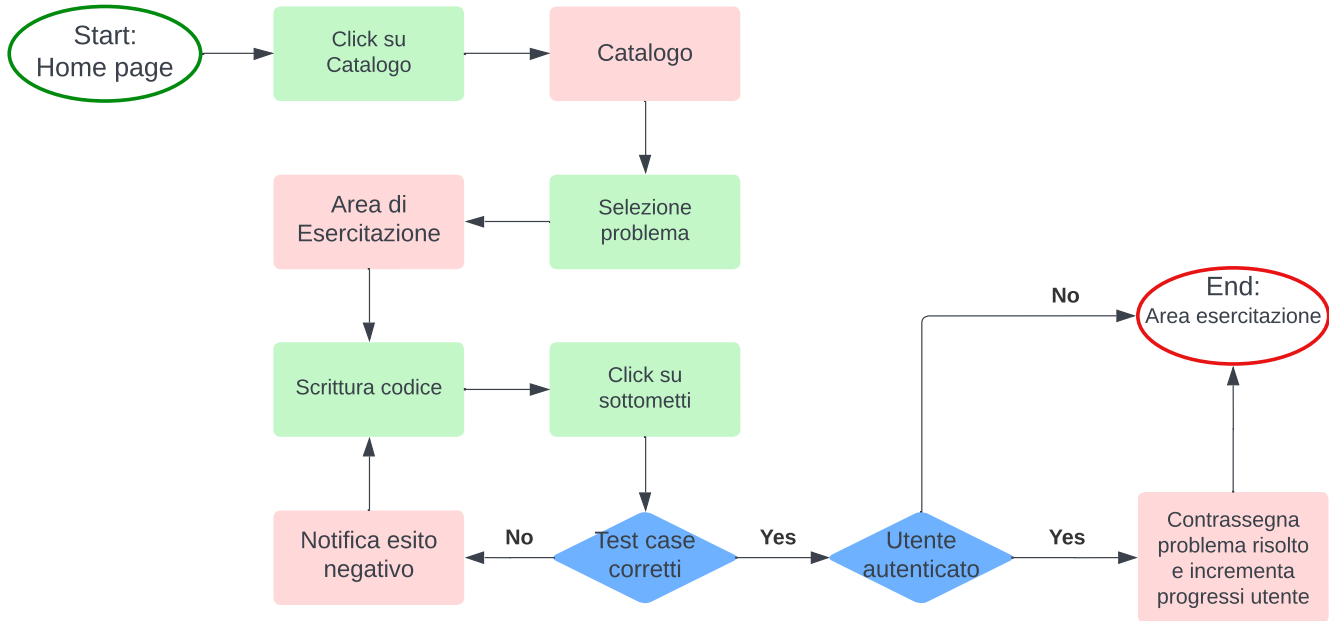 Start:
Home page
Click su
Catalogo
Catalogo
Area di
Esercitazione
Selezione
problema
No
End:
Area esercitazione
Scrittura codice
Click su
sottometti
Notifica esito
negativo
No
Test case
corretti
Yes
Utente
autenticato
Yes
Contrassegna
problema risolto
e incrementa
progressi utente